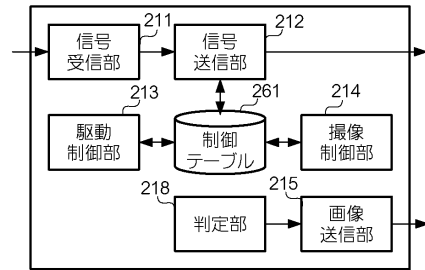 211
信号
受信部
212
信号
送信部
213
駆動
制御部
261
制御
テーブル
214
撮像
制御部
218
判定部
215
画像
送信部